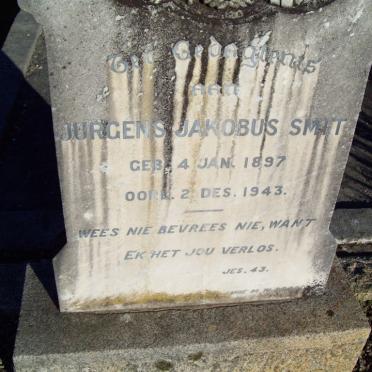 Ter Gedagtenis
aan
JURGENS JAKOBUS SMIT
GEB. 4 JAN. 1897
OORL. 2 DES. 1943.
WEES NIE BEVREES NIE, WANT
EK HET JOU VERLOS.
JES. 43.